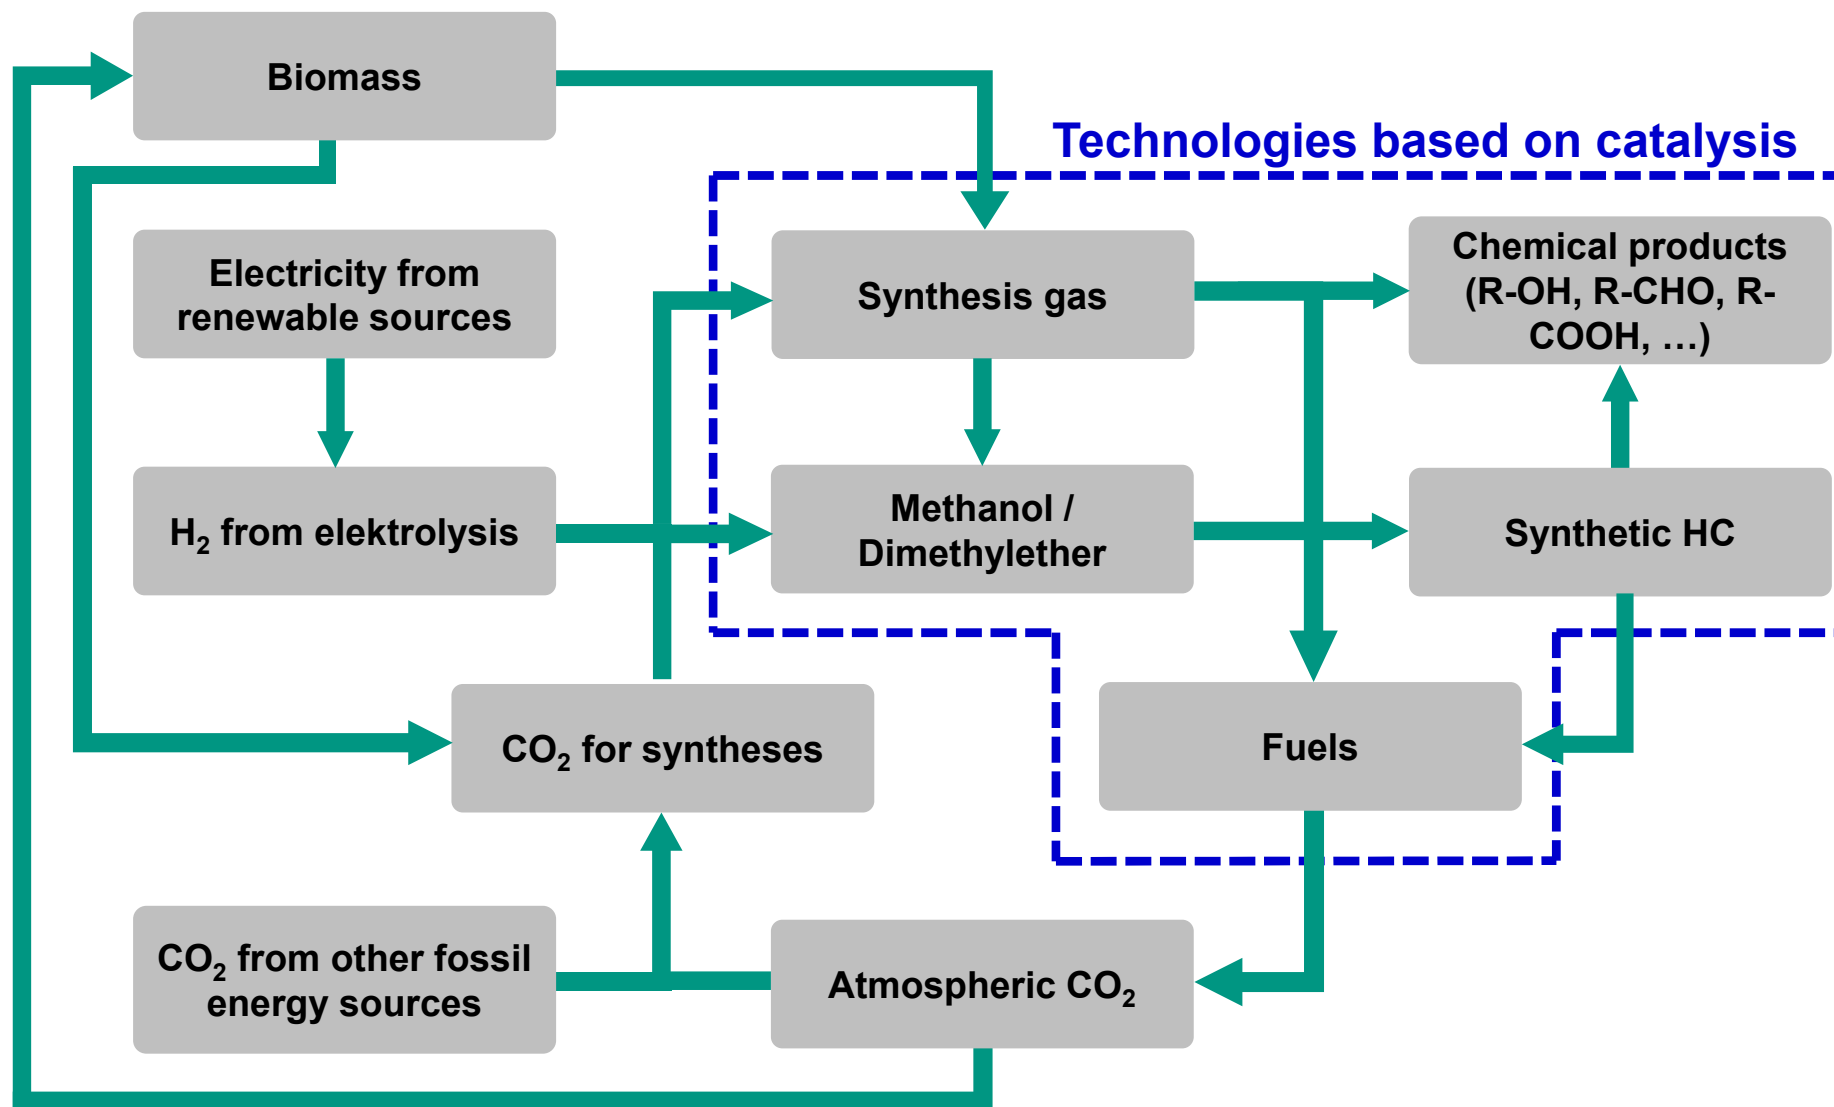 Biomass
Technologies based on catalysis
Electricity from
renewable sources
Synthesis gas
Chemical products
(R-OH, R-CHO, R-
COOH, …)
H₂ from elektrolysis
Methanol /
Dimethylether
Synthetic HC
CO₂ for syntheses
Fuels
CO₂ from other fossil
energy sources
Atmospheric CO₂